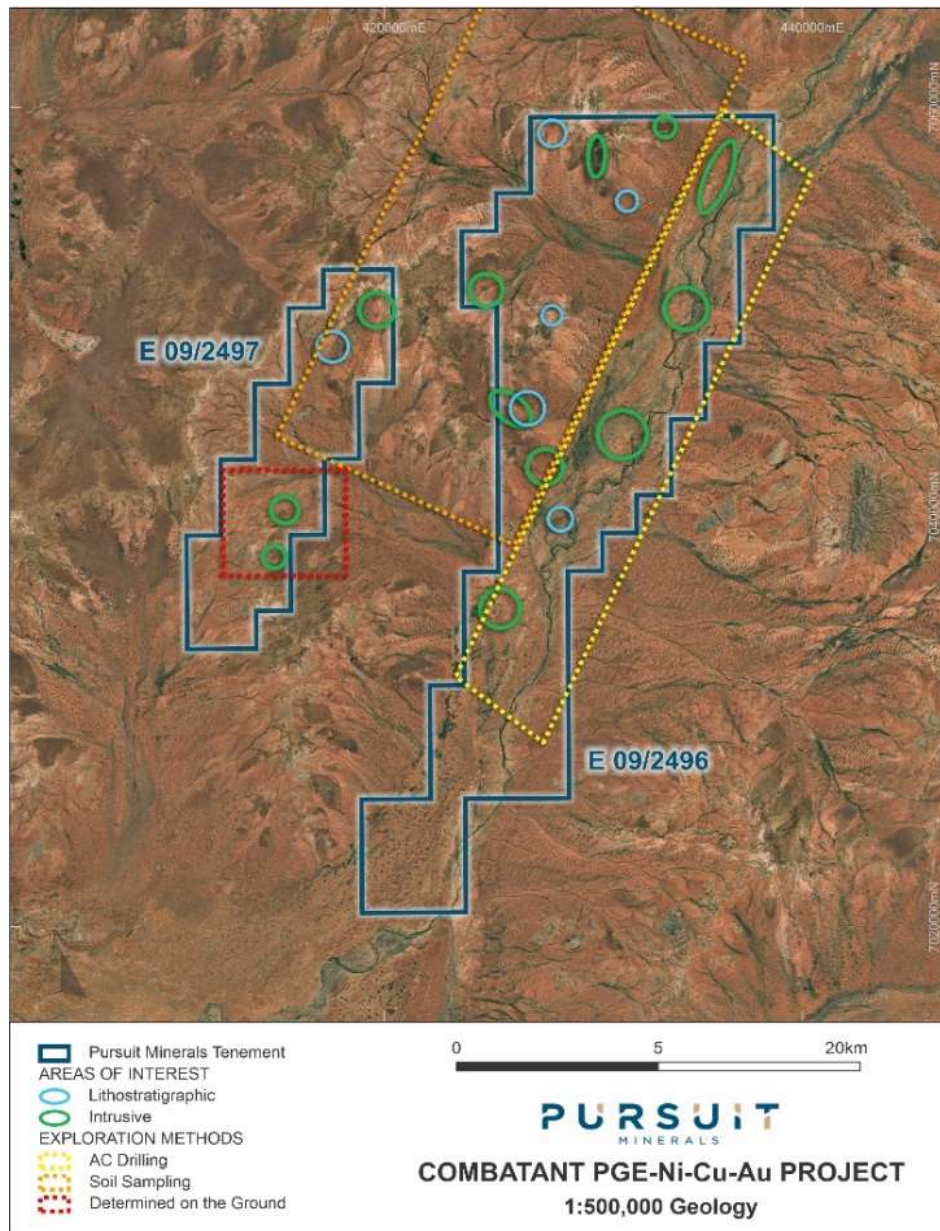 420000mE
440000mE
7060000mN
E 09/2497
7040000mN
E 09/2496
7020000mN
Pursuit Minerals Tenement
AREAS OF INTEREST
Lithostratigraphic
Intrusive
EXPLORATION METHODS
AC Drilling
Soil Sampling
Determined on the Ground
0 5 20km
PURSUIT
MINERALS
COMBATANT PGE-Ni-Cu-Au PROJECT
1:500,000 Geology